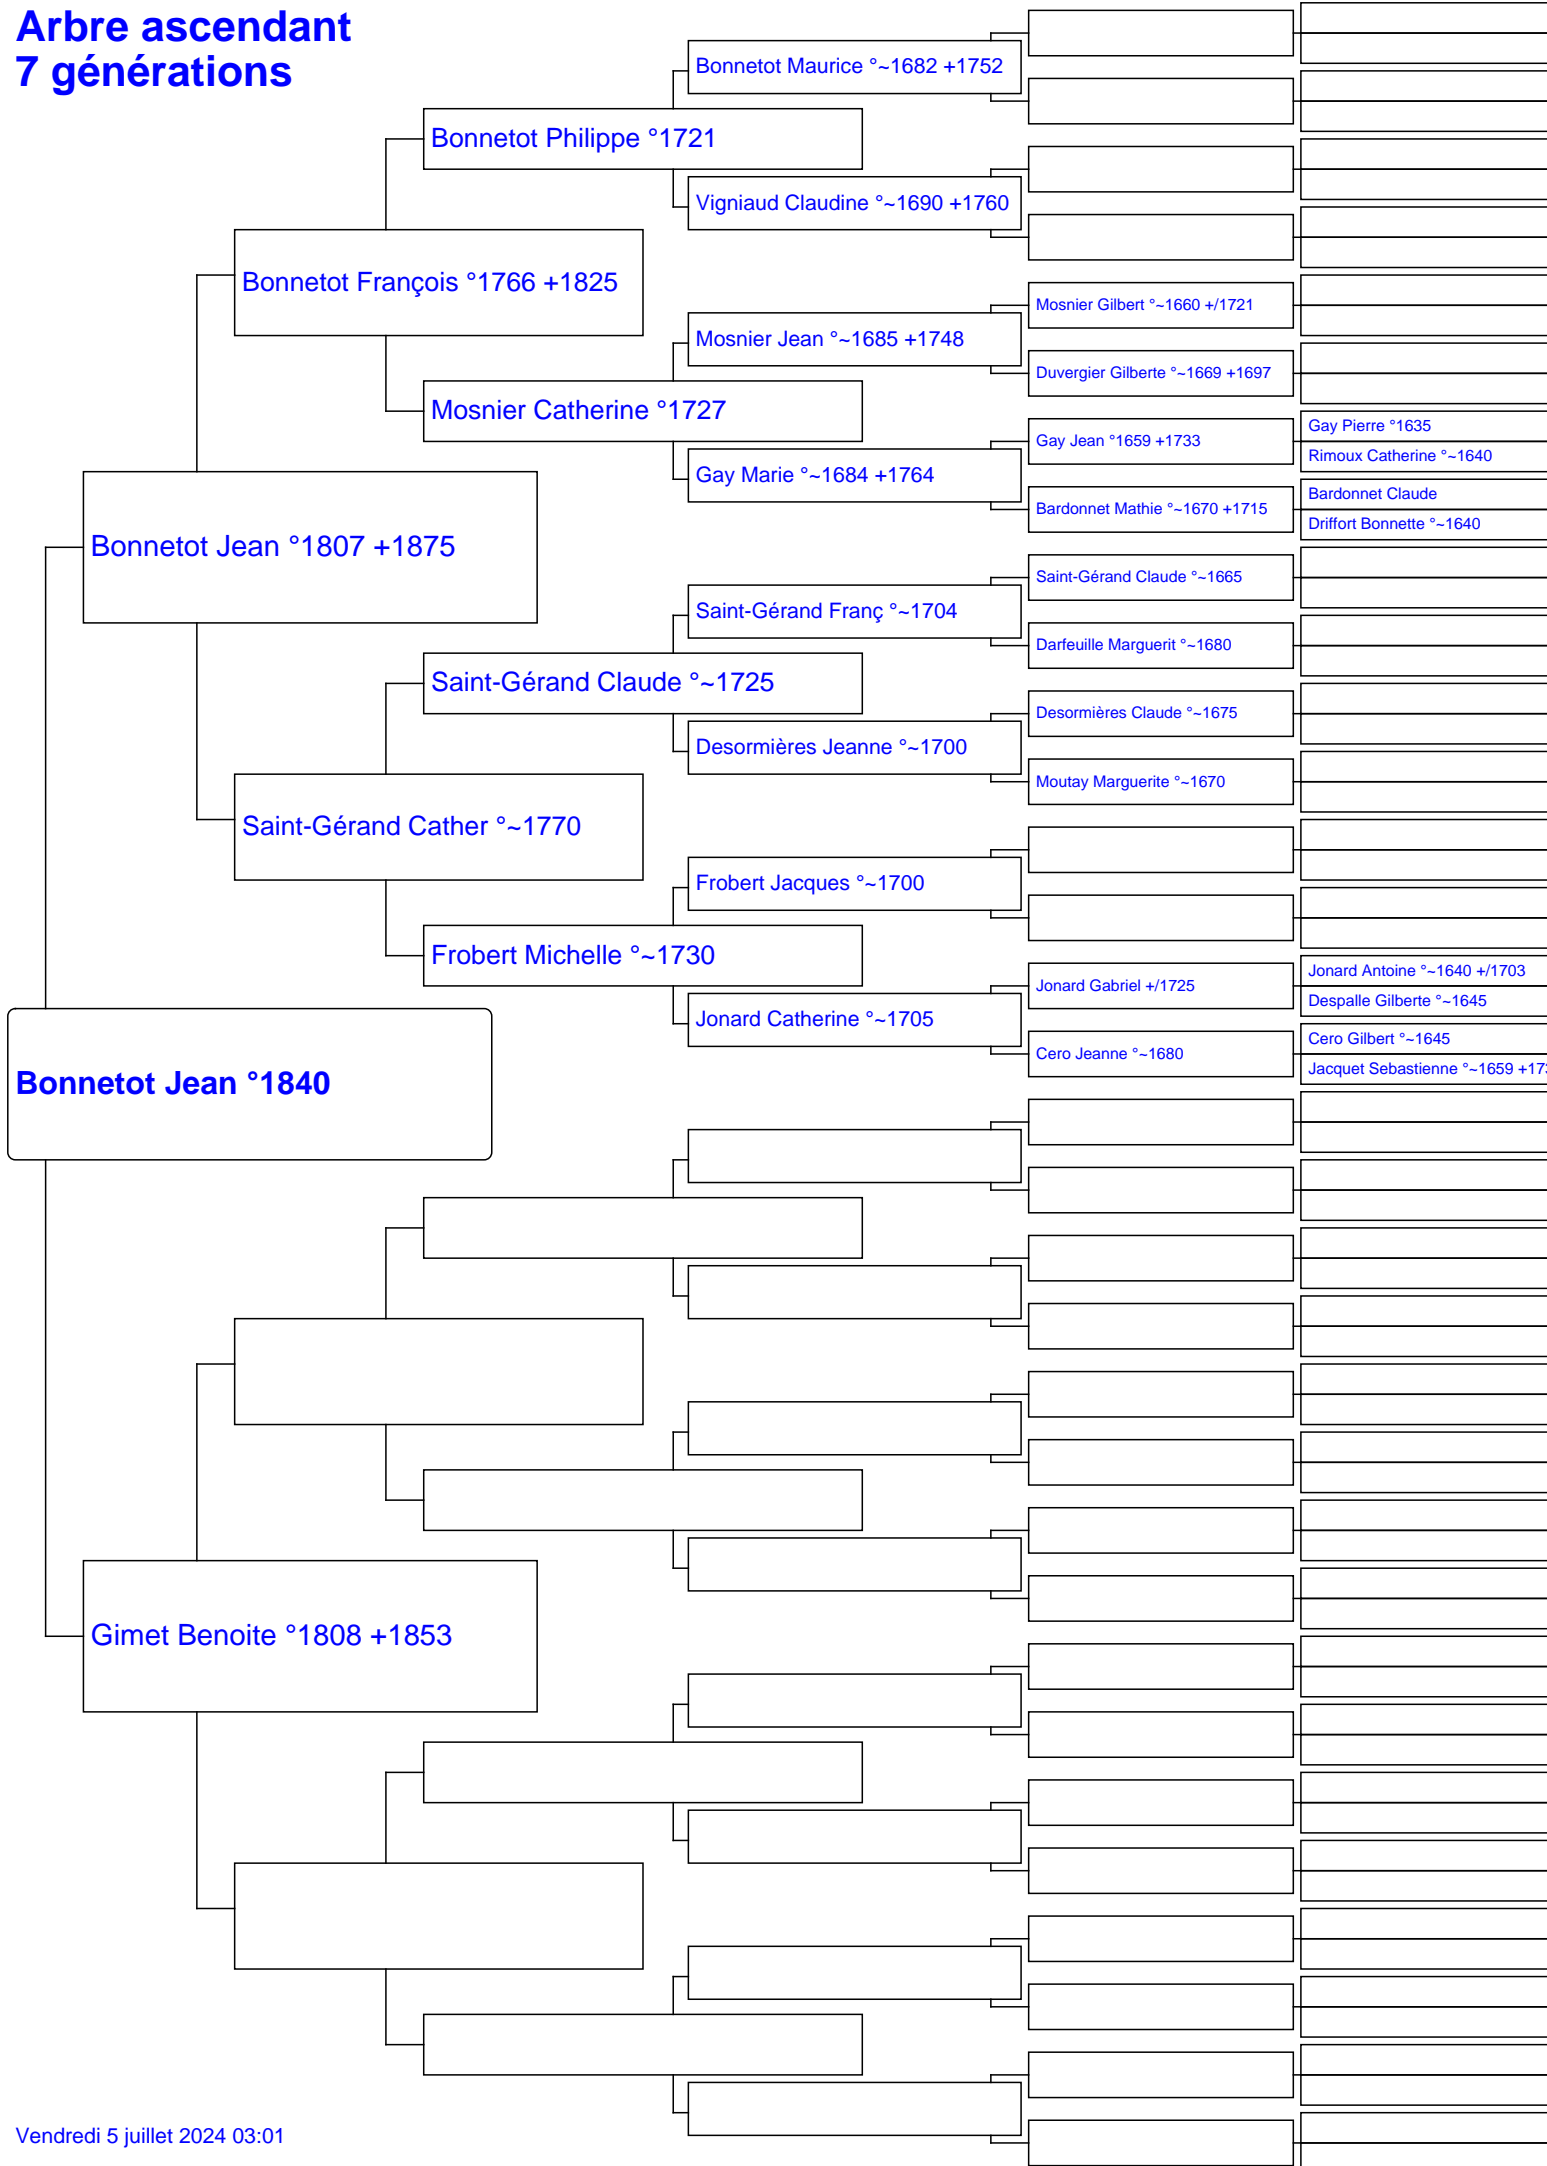 Arbre ascendant
7 générations
Bonnetot Maurice °~1682 +1752
Bonnetot Philippe °1721
Vigniaud Claudine °~1690 +1760
Bonnetot François °1766 +1825
Mosnier Gilbert °~1660 +/1721
Mosnier Jean °~1685 +1748
Duvergier Gilberte °~1669 +1697
Mosnier Catherine °1727
Gay Pierre °1635
Gay Jean °1659 +1733
Rimoux Catherine °~1640
Gay Marie °~1684 +1764
Bardonnet Claude
Bardonnet Mathie °~1670 +1715
Driffort Bonnette °~1640
Bonnetot Jean °1807 +1875
Saint-Gérand Claude °~1665
Saint-Gérand Franç °~1704
Darfeuille Marguerit °~1680
Saint-Gérand Claude °~1725
Desormières Claude °~1675
Desormières Jeanne °~1700
Moutay Marguerite °~1670
Saint-Gérand Cather °~1770
Frobert Jacques °~1700
Frobert Michelle °~1730
Jonard Antoine °~1640 +/1703
Jonard Gabriel +/1725
Despalle Gilberte °~1645
Jonard Catherine °~1705
Cero Gilbert °~1645
Cero Jeanne °~1680
Jacquet Sebastienne °~1659
Bonnetot Jean °1840
Gimet Benoite °1808 +1853
Vendredi 5 juillet 2024 03:01